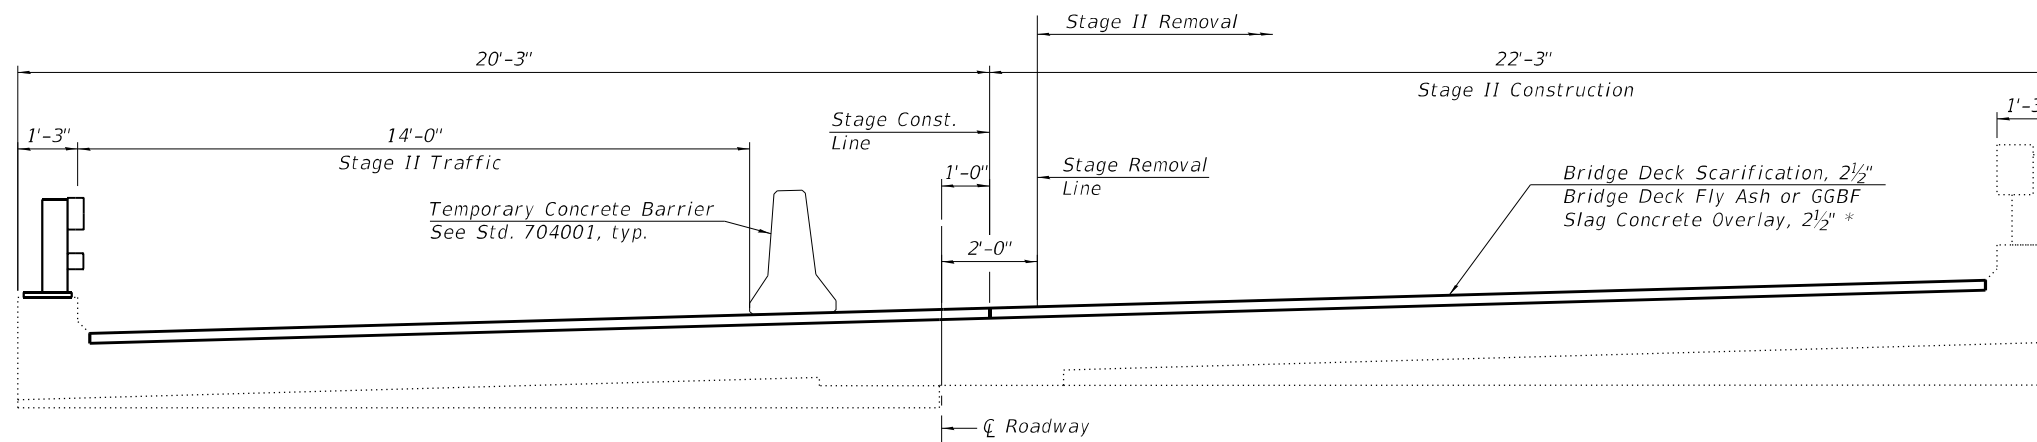 Stage II Removal
20'-3"
22'-3"
Stage II Construction
1'-3"
14'-0"
Stage II Traffic
Stage Const.
Line
1'-0"
Stage Removal
Line
1'-3
Bridge Deck Scarification, 2½"
Bridge Deck Fly Ash or GGBF
Slag Concrete Overlay, 2½" *
Temporary Concrete Barrier
See Std. 704001, typ.
2'-0"
℄ Roadway